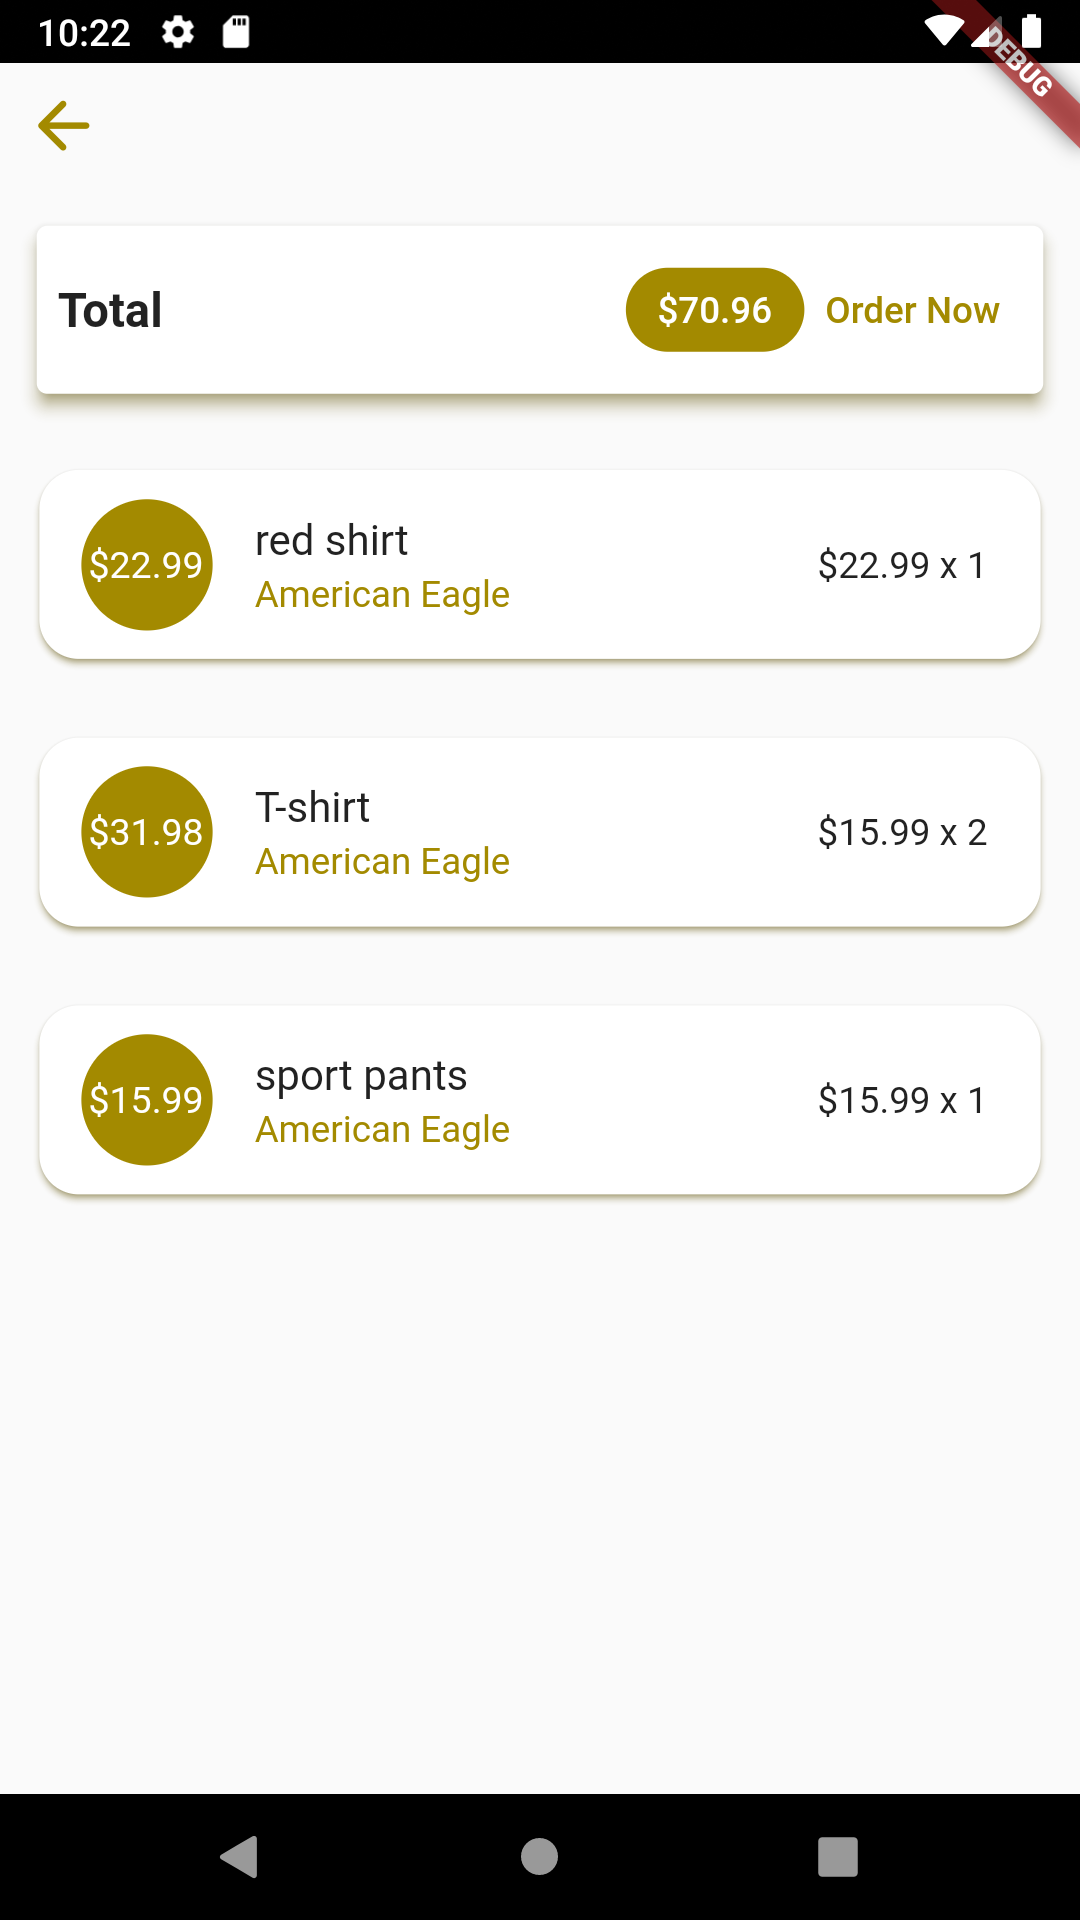 10:22
DEBUG
Total
$70.96
Order Now
$22.99
red shirt
American Eagle
$22.99 x 1
$31.98
T-shirt
American Eagle
$15.99 x 2
$15.99
sport pants
American Eagle
$15.99 x 1